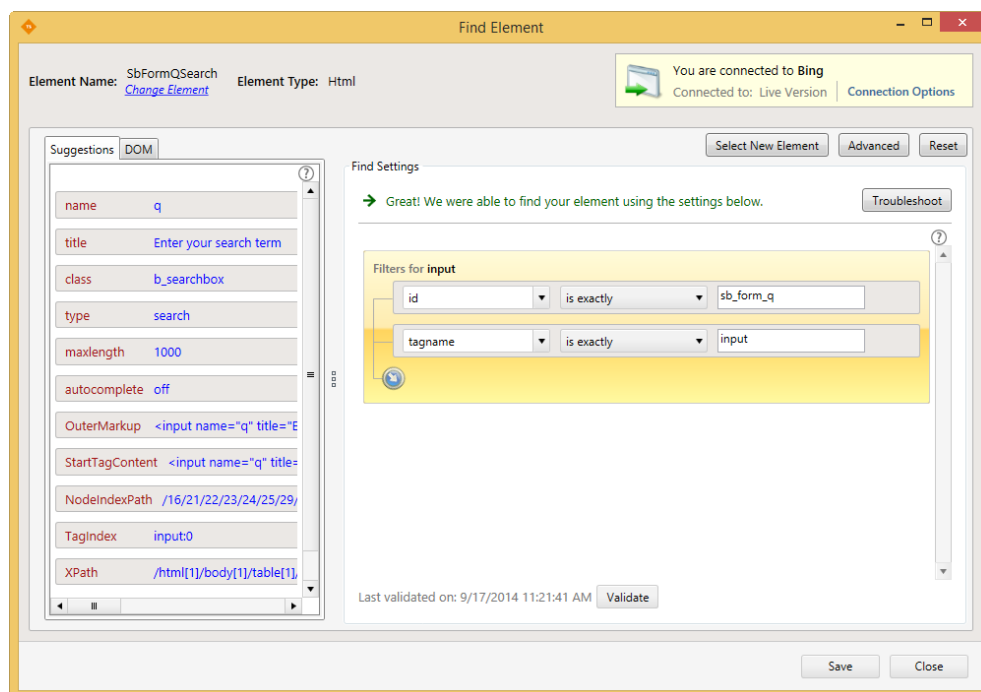 Find Element
Element Name: SbFormQSearch Element Type: Html
Change Element
You are connected to Bing
Connected to: Live Version Connection Options
Suggestions DOM
Select New Element Advanced Reset
name q
title Enter your search term
class b_searchbox
type search
maxlength 1000
autocomplete off
OuterMarkup <input name="q" title="E
StartTagContent <input name="q" title=
NodeIndexPath /16/21/22/23/24/25/29/
TagIndex input:0
XPath /html[1]/body[1]/table[1]/
Find Settings
Great! We were able to find your element using the settings below. Troubleshoot
Filters for input
id is exactly sb_form_q
tagname is exactly input
Last validated on: 9/17/2014 11:21:41 AM Validate
Save Close